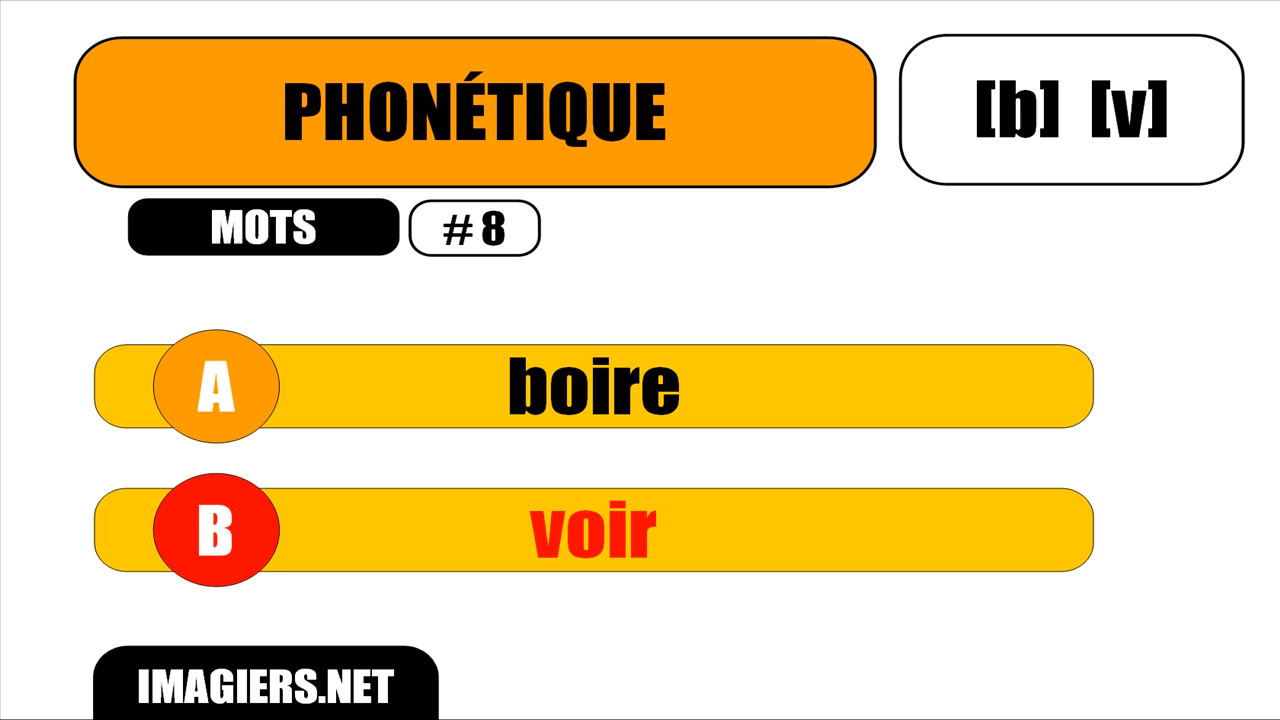 PHONÉTIQUE
[b] [v]
MOTS
# 8
A boire
B voir
IMAGIERS.NET